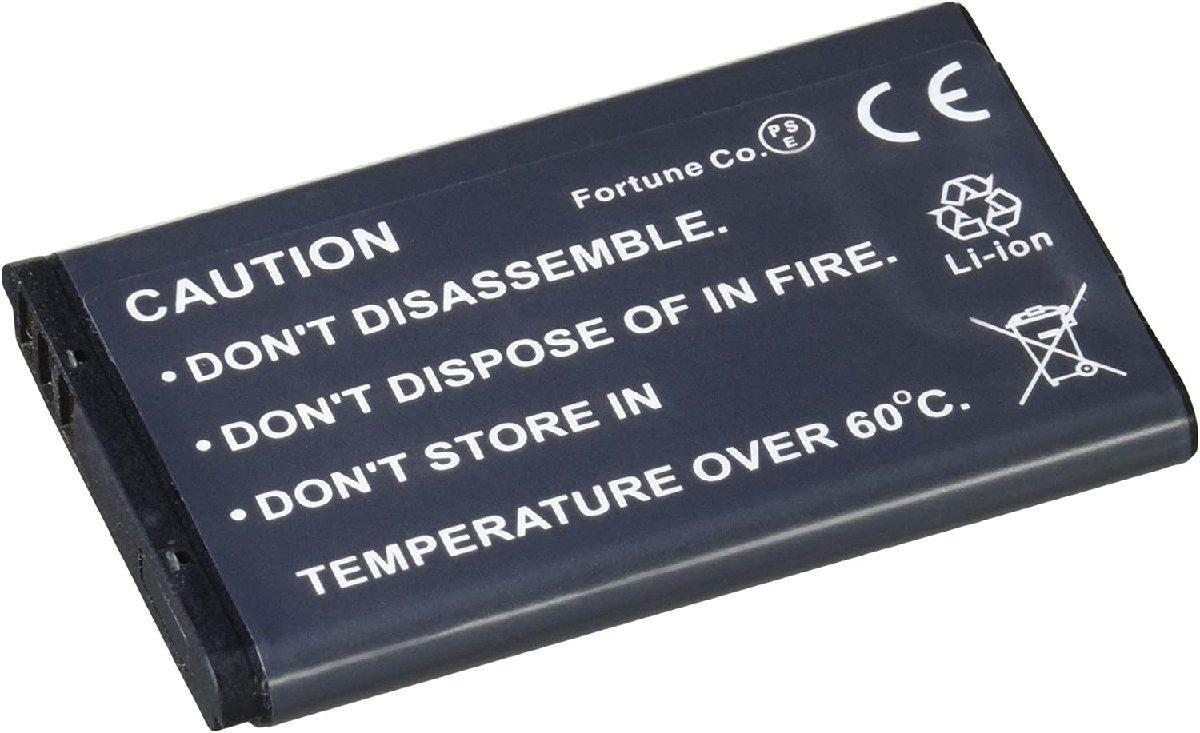 CE
Fortune Co. PSE
CAUTION
• DON'T DISASSEMBLE.
• DON'T DISPOSE OF IN FIRE.
• DON'T STORE IN
TEMPERATURE OVER 60°C.
Li-ion